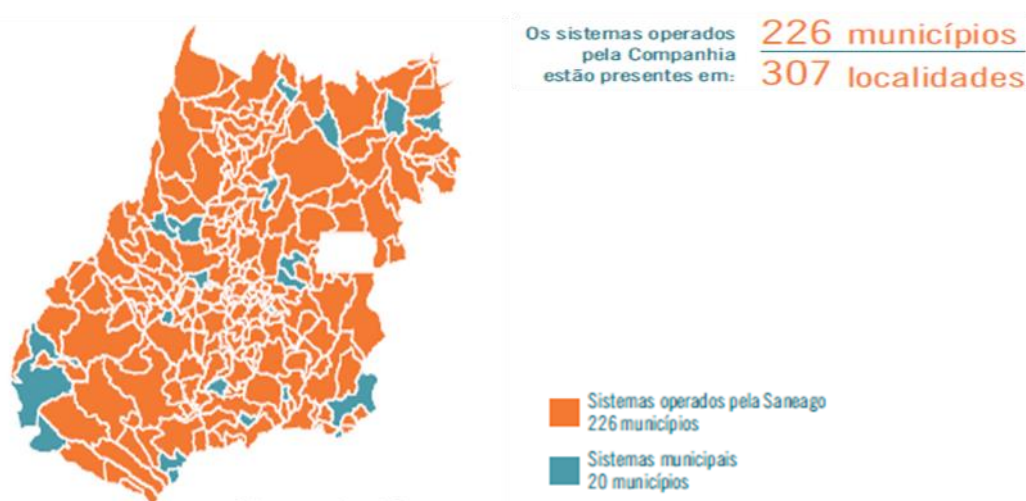 Os sistemas operados
pela Companhia
estão presentes em:
226 municípios
307 localidades
Sistemas operados pela Saneago
226 municípios
Sistemas municipais
20 municípios